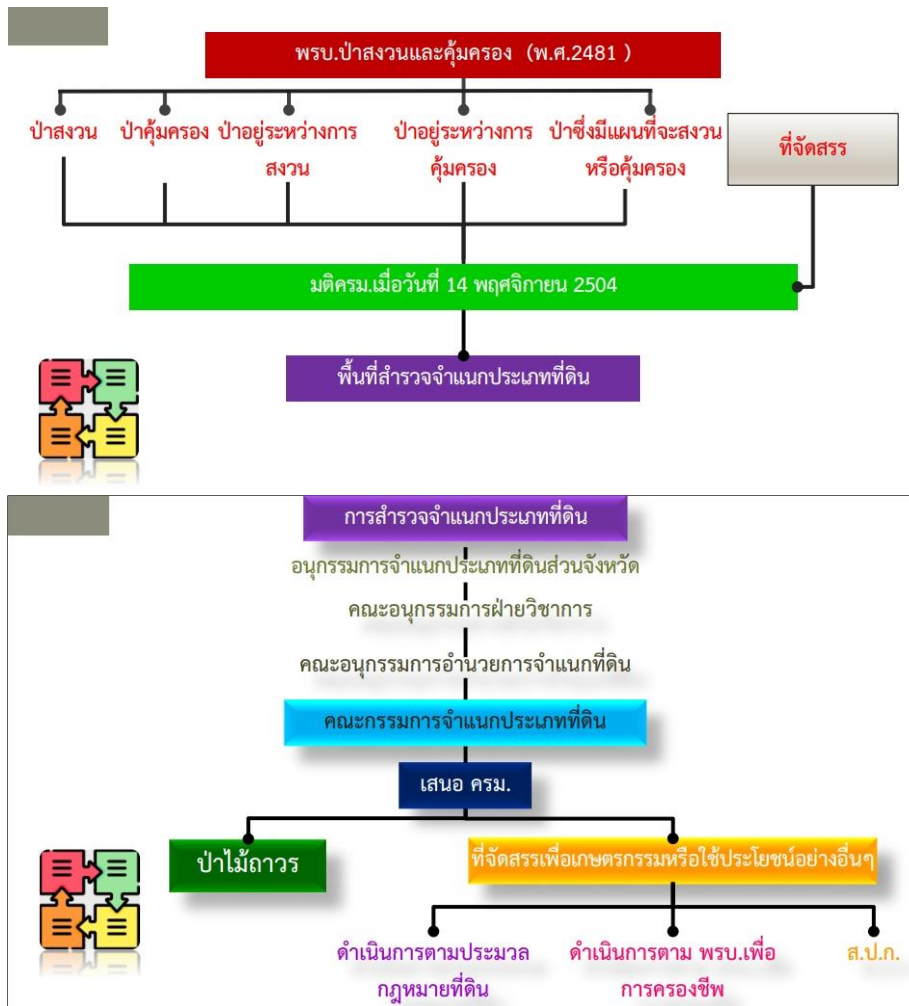 พรบ.ป่าสงวนและคุ้มครอง (พ.ศ.2481 )
ป่าสงวน
ป่าคุ้มครอง
ป่าอยู่ระหว่างการ
สงวน
ป่าอยู่ระหว่างการ
คุ้มครอง
ป่าซึ่งมีแผนที่จะสงวน
หรือคุ้มครอง
ที่จัดสรร
มติครม.เมื่อวันที่ 14 พฤศจิกายน 2504
พื้นที่สำรวจจำแนกประเภทที่ดิน
การสำรวจจำแนกประเภทที่ดิน
อนุกรรมการจำแนกประเภทที่ดินส่วนจังหวัด
คณะอนุกรรมการฝ่ายวิชาการ
คณะอนุกรรมการอำนวยการจำแนกที่ดิน
คณะกรรมการจำแนกประเภทที่ดิน
เสนอ ครม.
ป่าไม้ถาวร
ที่จัดสรรเพื่อเกษตรกรรมหรือใช้ประโยชน์อย่างอื่นๆ
ดำเนินการตามประมวล
กฎหมายที่ดิน
ดำเนินการตาม พรบ.เพื่อ
การครองชีพ
ส.ป.ก.